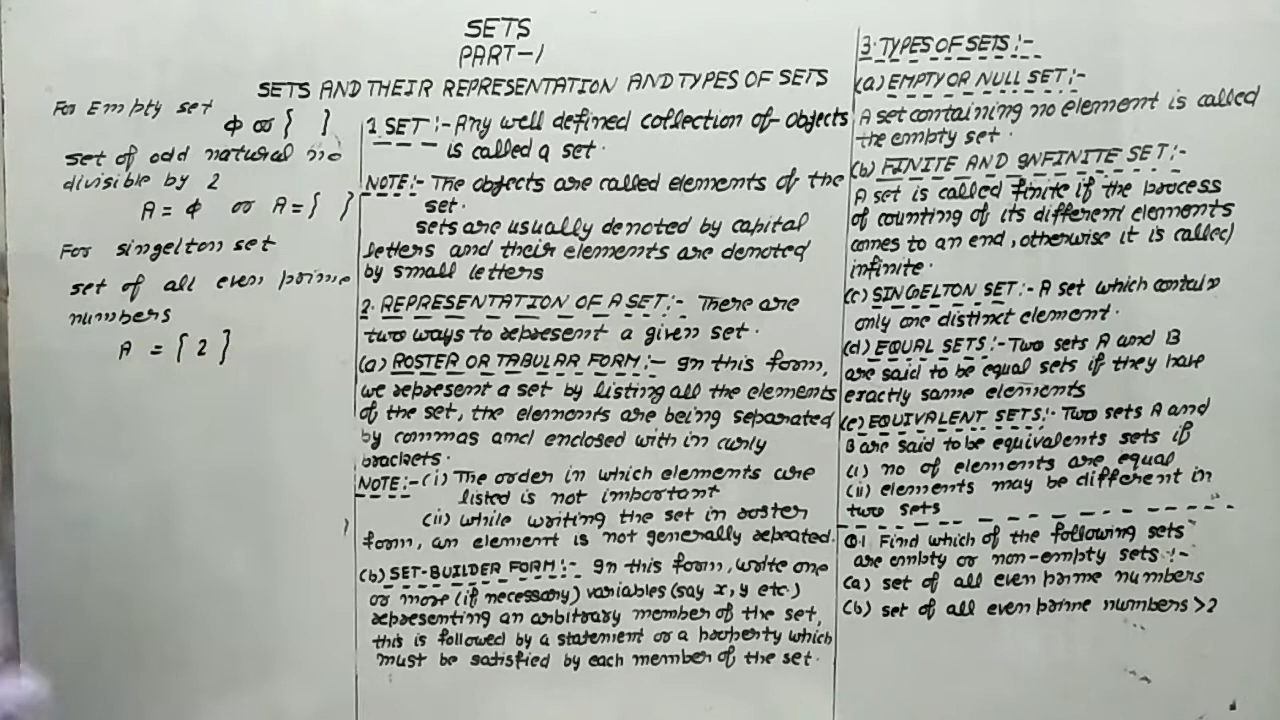 SETS
PART-1
SETS AND THEIR REPRESENTATION AND TYPES OF SETS
For Empty set
ϕ or { }
set of odd natural no
divisible by 2
A = ϕ or A = { }
For singelton set
set of all even prime
numbers
A = { 2 }
1. SET :- Any well defined collection of objects
is called a set.
NOTE:- The objects are called elements of the
set.
sets are usually denoted by capital
letters and their elements are denoted
by small letters
2. REPRESENTATION OF A SET:- There are
two ways to represent a given set.
(a) ROSTER OR TABULAR FORM:- In this form,
we represent a set by listing all the elements
of the set, the elements are being separated
by commas and enclosed with in curly
brackets.
NOTE:- (i) The order in which elements are
listed is not important
(ii) while writing the set in roster
form, an element is not generally repeated.
(b) SET-BUILDER FORM:- In this form, write one
or more (if necessary) variables (say x, y etc.)
representing an arbitrary member of the set,
this is followed by a statement or a property which
must be satisfied by each member of the set.
3. TYPES OF SETS:-
(a) EMPTY OR NULL SET:-
A set containing no element is called
the empty set.
(b) FINITE AND INFINITE SET:-
A set is called finite if the process
of counting of its different elements
comes to an end, otherwise it is called
infinite.
(c) SINGELTON SET:- A set which contain
only one distinct element.
(d) EQUAL SETS:- Two sets A and B
are said to be equal sets if they have
exactly same elements
(e) EQUIVALENT SETS:- Two sets A and
B are said to be equivalents sets if
(i) no of elements are equal
(ii) elements may be different in
two sets
Q.1 Find which of the following sets
are empty or non-empty sets:-
(a) set of all even prime numbers
(b) set of all even prime numbers >2